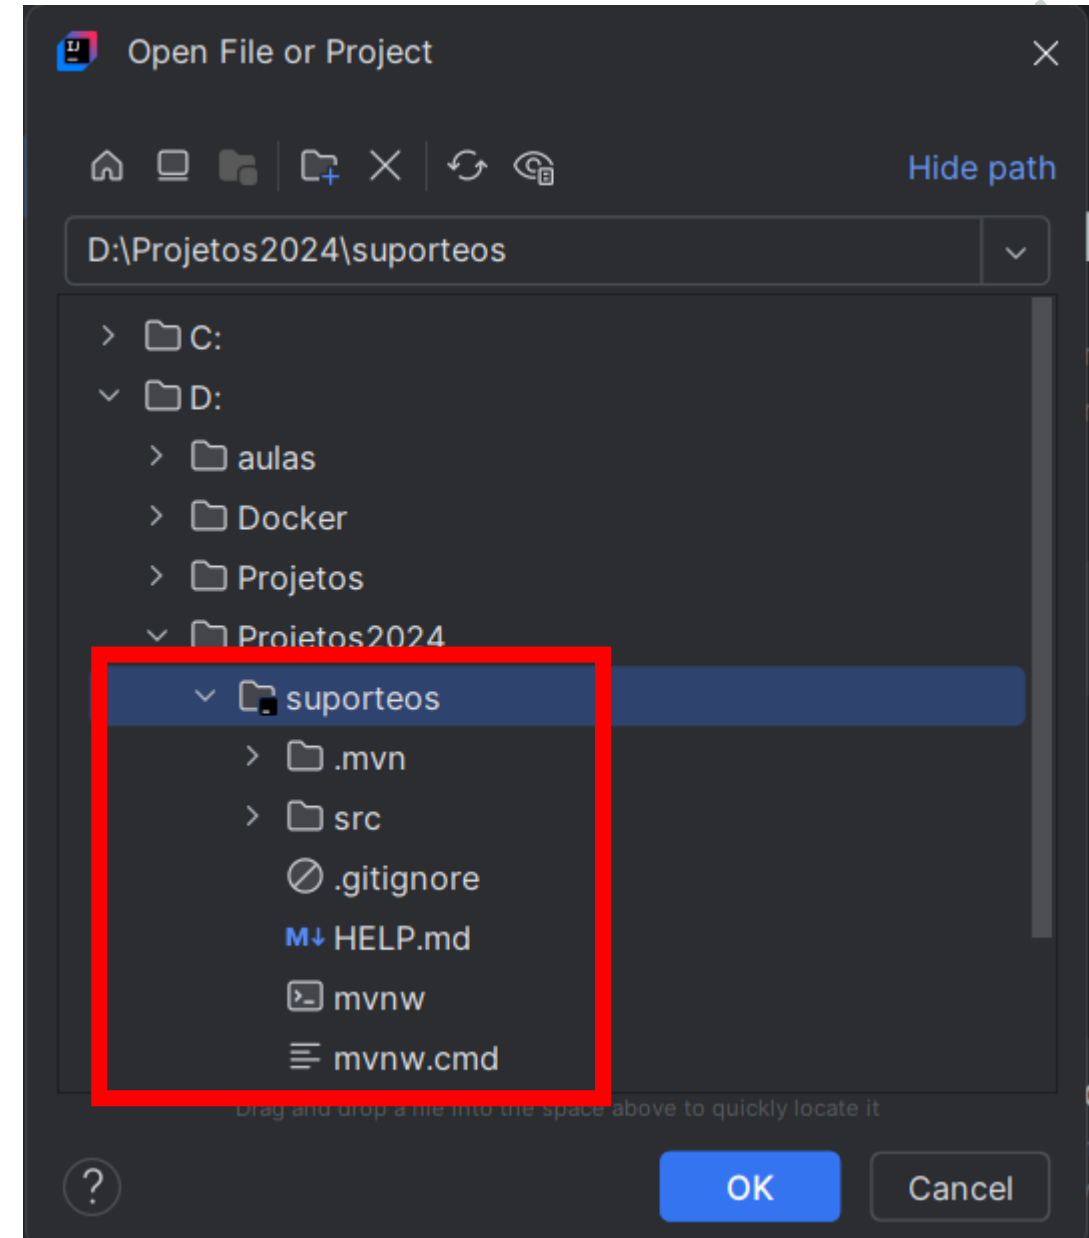 Open File or Project
Hide path
D:\Projetos2024\suporteos
C:
D:
aulas
Docker
Projetos
Projetos2024
suporteos
.mvn
src
.gitignore
M↓ HELP.md
mvnw
mvnw.cmd
Drag and drop a file into the space above to quickly locate it
? OK Cancel